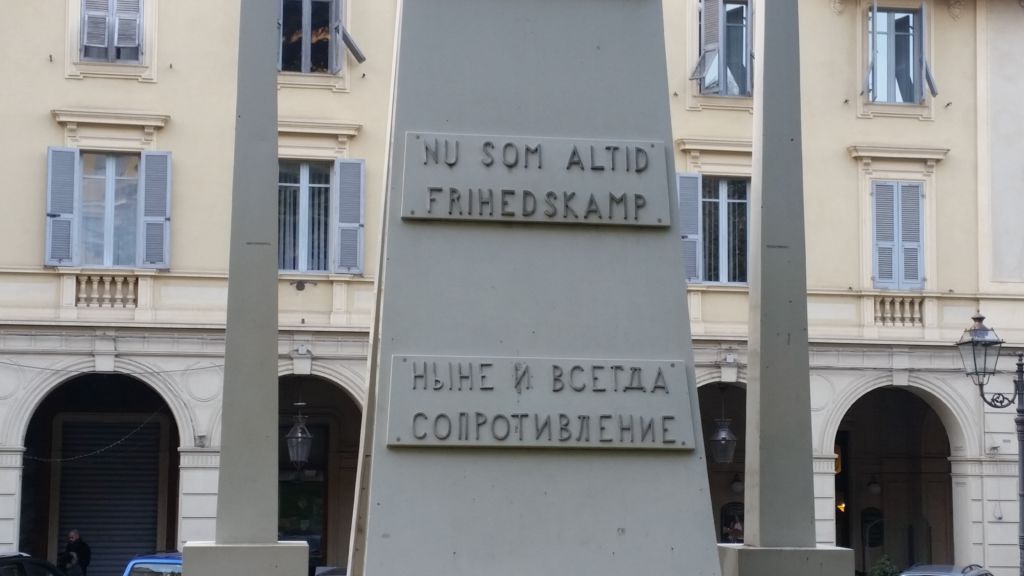 NU SOM ALTID
FRIHEDSKAMP
НЫНЕ И ВСЕГДА
СОПРОТИВЛЕНИЕ